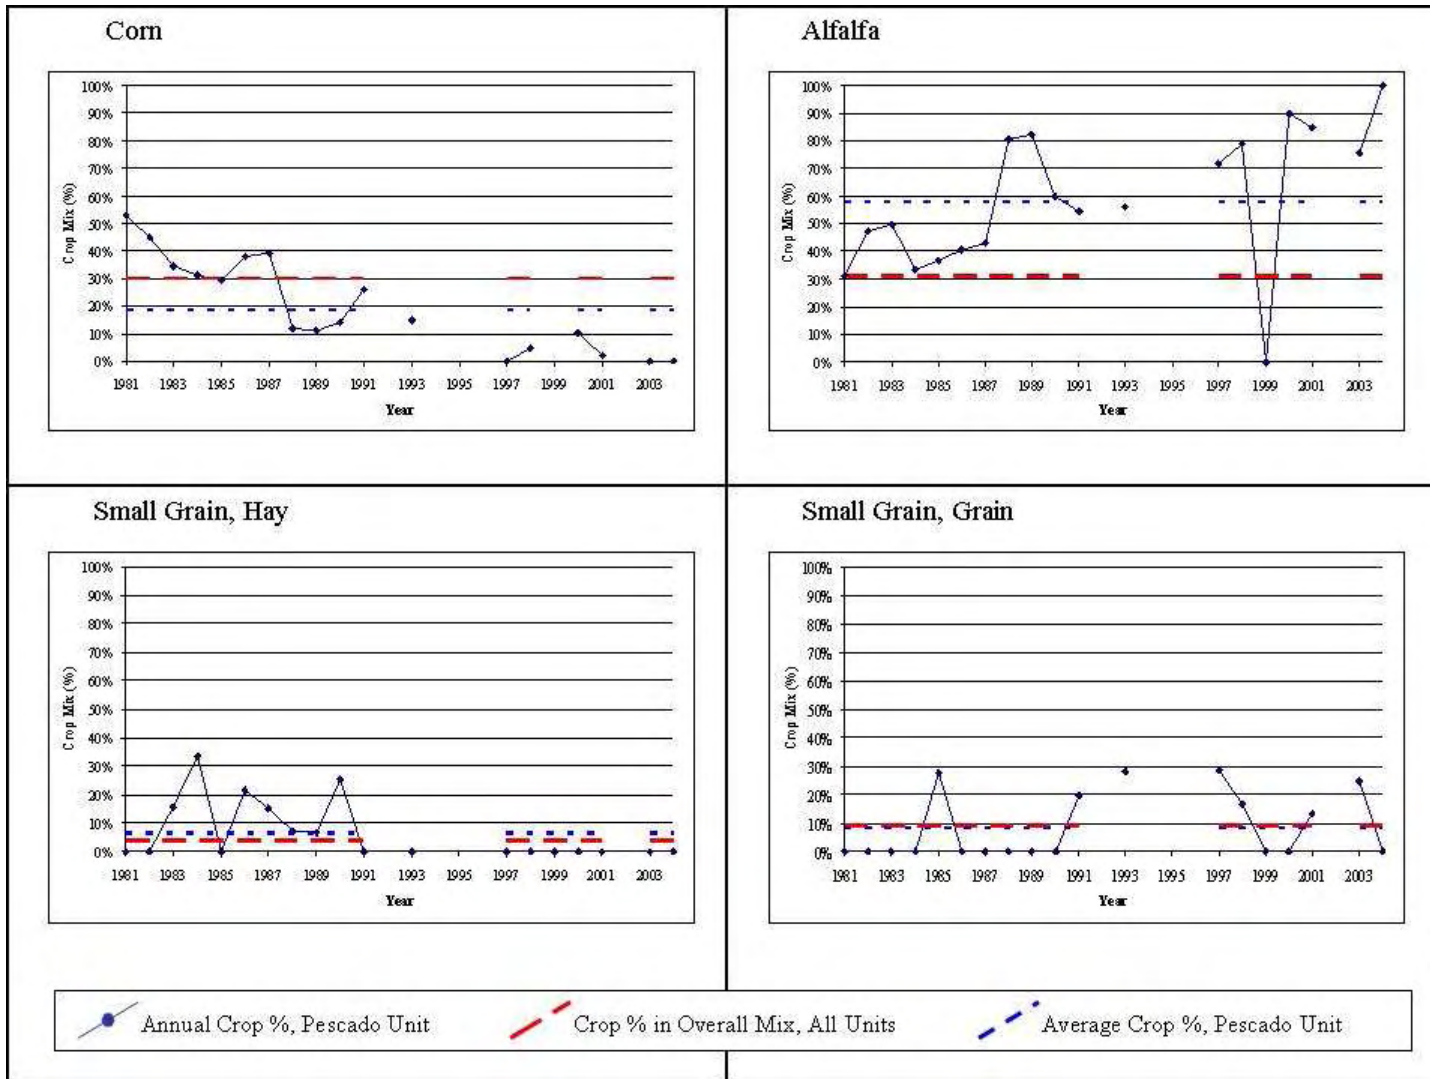 Corn
100%
90%
80%
70%
60%
50%
40%
30%
20%
10%
0%
Crop Mix (%)
1981 1983 1985 1987 1989 1991 1993 1995 1997 1999 2001 2003
Year
Alfalfa
100%
90%
80%
70%
60%
50%
40%
30%
20%
10%
0%
Crop Mix (%)
1981 1983 1985 1987 1989 1991 1993 1995 1997 1999 2001 2003
Year
Small Grain, Hay
100%
90%
80%
70%
60%
50%
40%
30%
20%
10%
0%
Crop Mix (%)
1981 1983 1985 1987 1989 1991 1993 1995 1997 1999 2001 2003
Year
Small Grain, Grain
100%
90%
80%
70%
60%
50%
40%
30%
20%
10%
0%
Crop Mix (%)
1981 1983 1985 1987 1989 1991 1993 1995 1997 1999 2001 2003
Year
Annual Crop %, Pescado Unit
Crop % in Overall Mix, All Units
Average Crop %, Pescado Unit